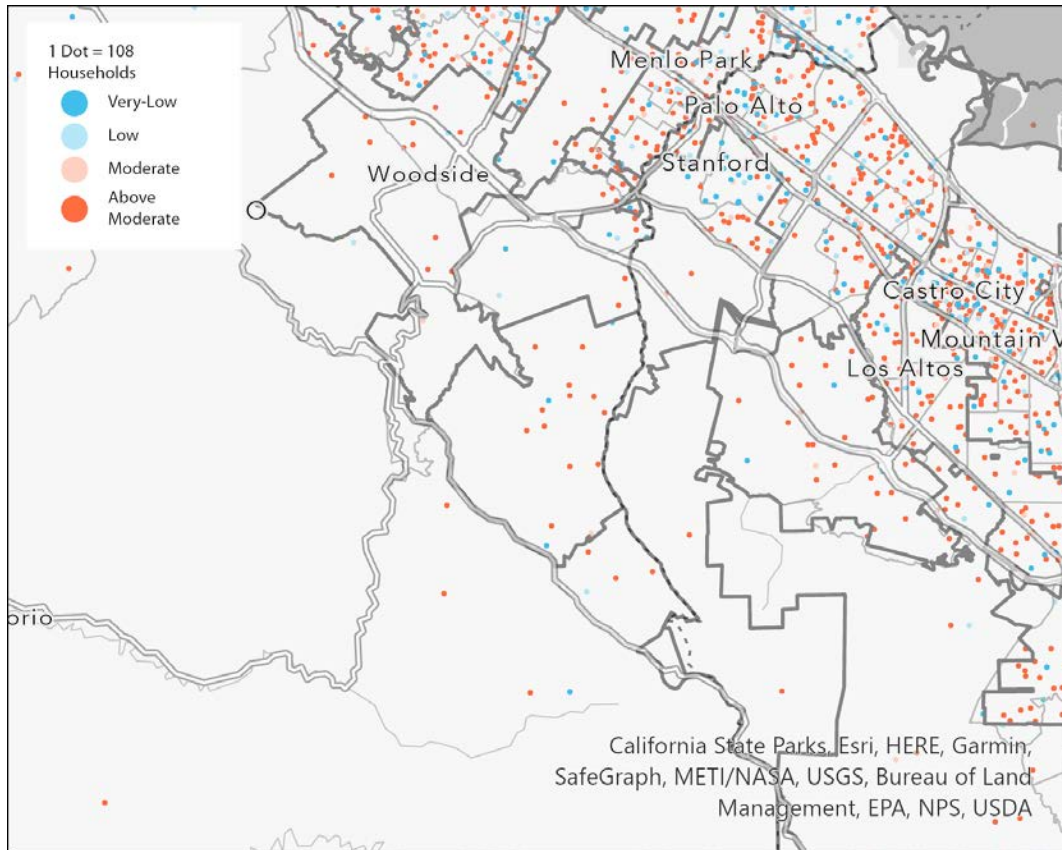 1 Dot = 108
Households
Very-Low
Low
Moderate
Above
Moderate
Menlo Park
Palo Alto
Stanford
Woodside
Castro City
Mountain V
Los Altos
orio
California State Parks, Esri, HERE, Garmin,
SafeGraph, METI/NASA, USGS, Bureau of Land
Management, EPA, NPS, USDA